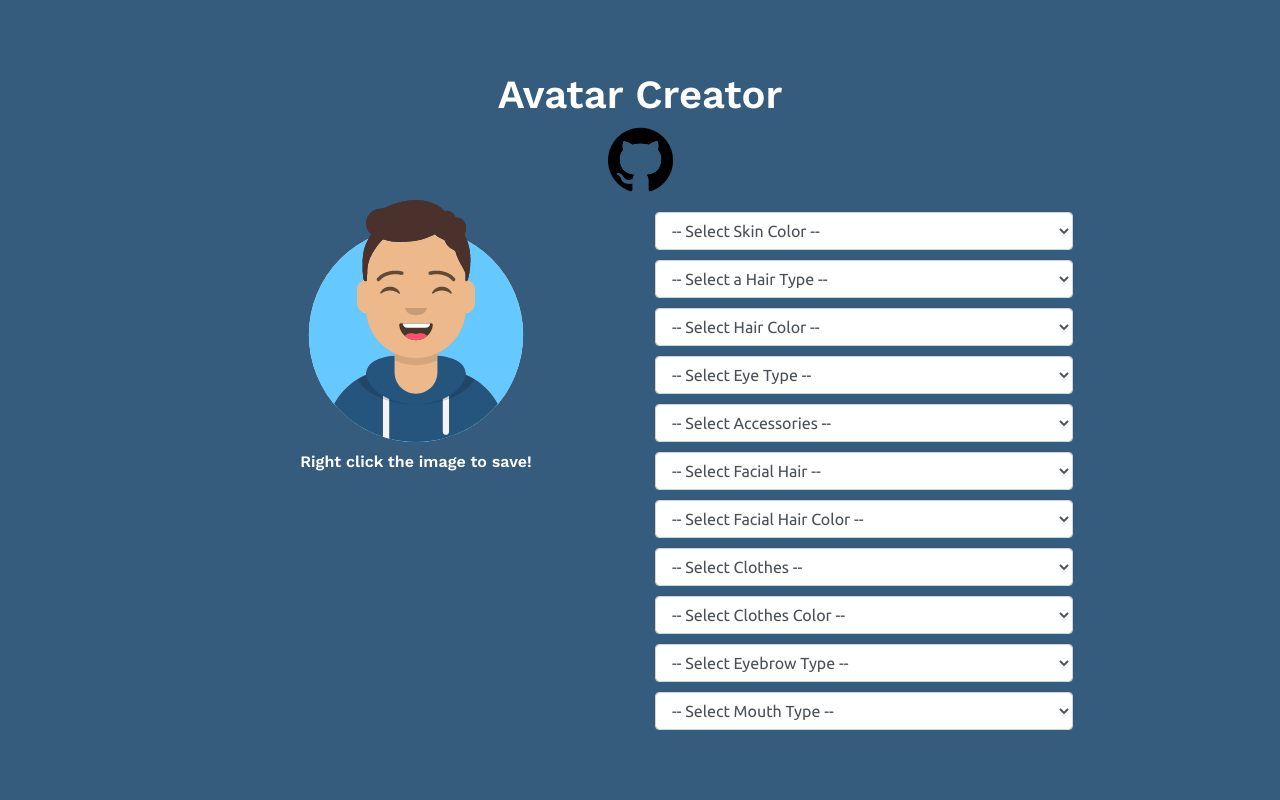 Avatar Creator
-- Select Skin Color --
-- Select a Hair Type --
-- Select Hair Color --
-- Select Eye Type --
-- Select Accessories --
-- Select Facial Hair --
-- Select Facial Hair Color --
-- Select Clothes --
-- Select Clothes Color --
-- Select Eyebrow Type --
-- Select Mouth Type --
Right click the image to save!